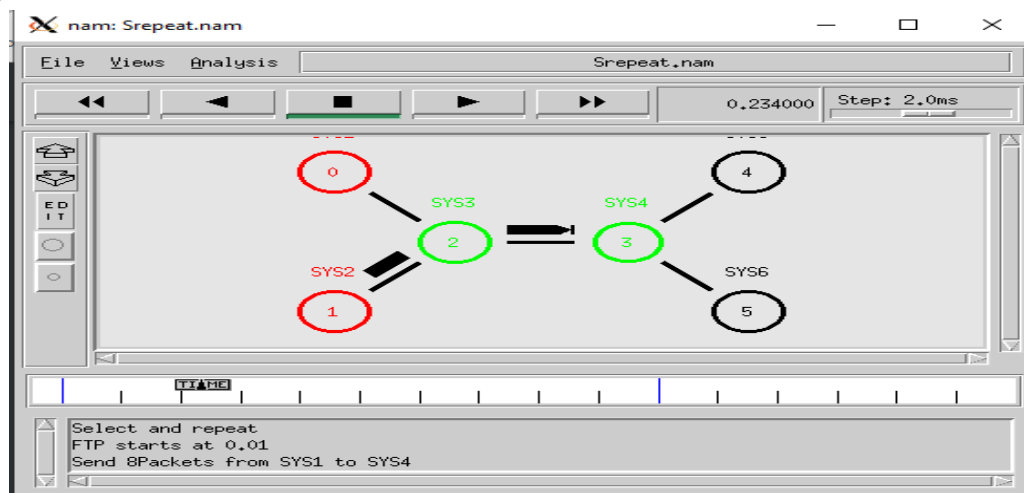 nam: Srepeat.nam
File Views Analysis Srepeat.nam
0.234000 Step: 2.0ms
ED
IT
0
4
SYS3 SYS4
2 3
SYS2 SYS6
1 5
TIME
Select and repeat
FTP starts at 0.01
Send 8Packets from SYS1 to SYS4